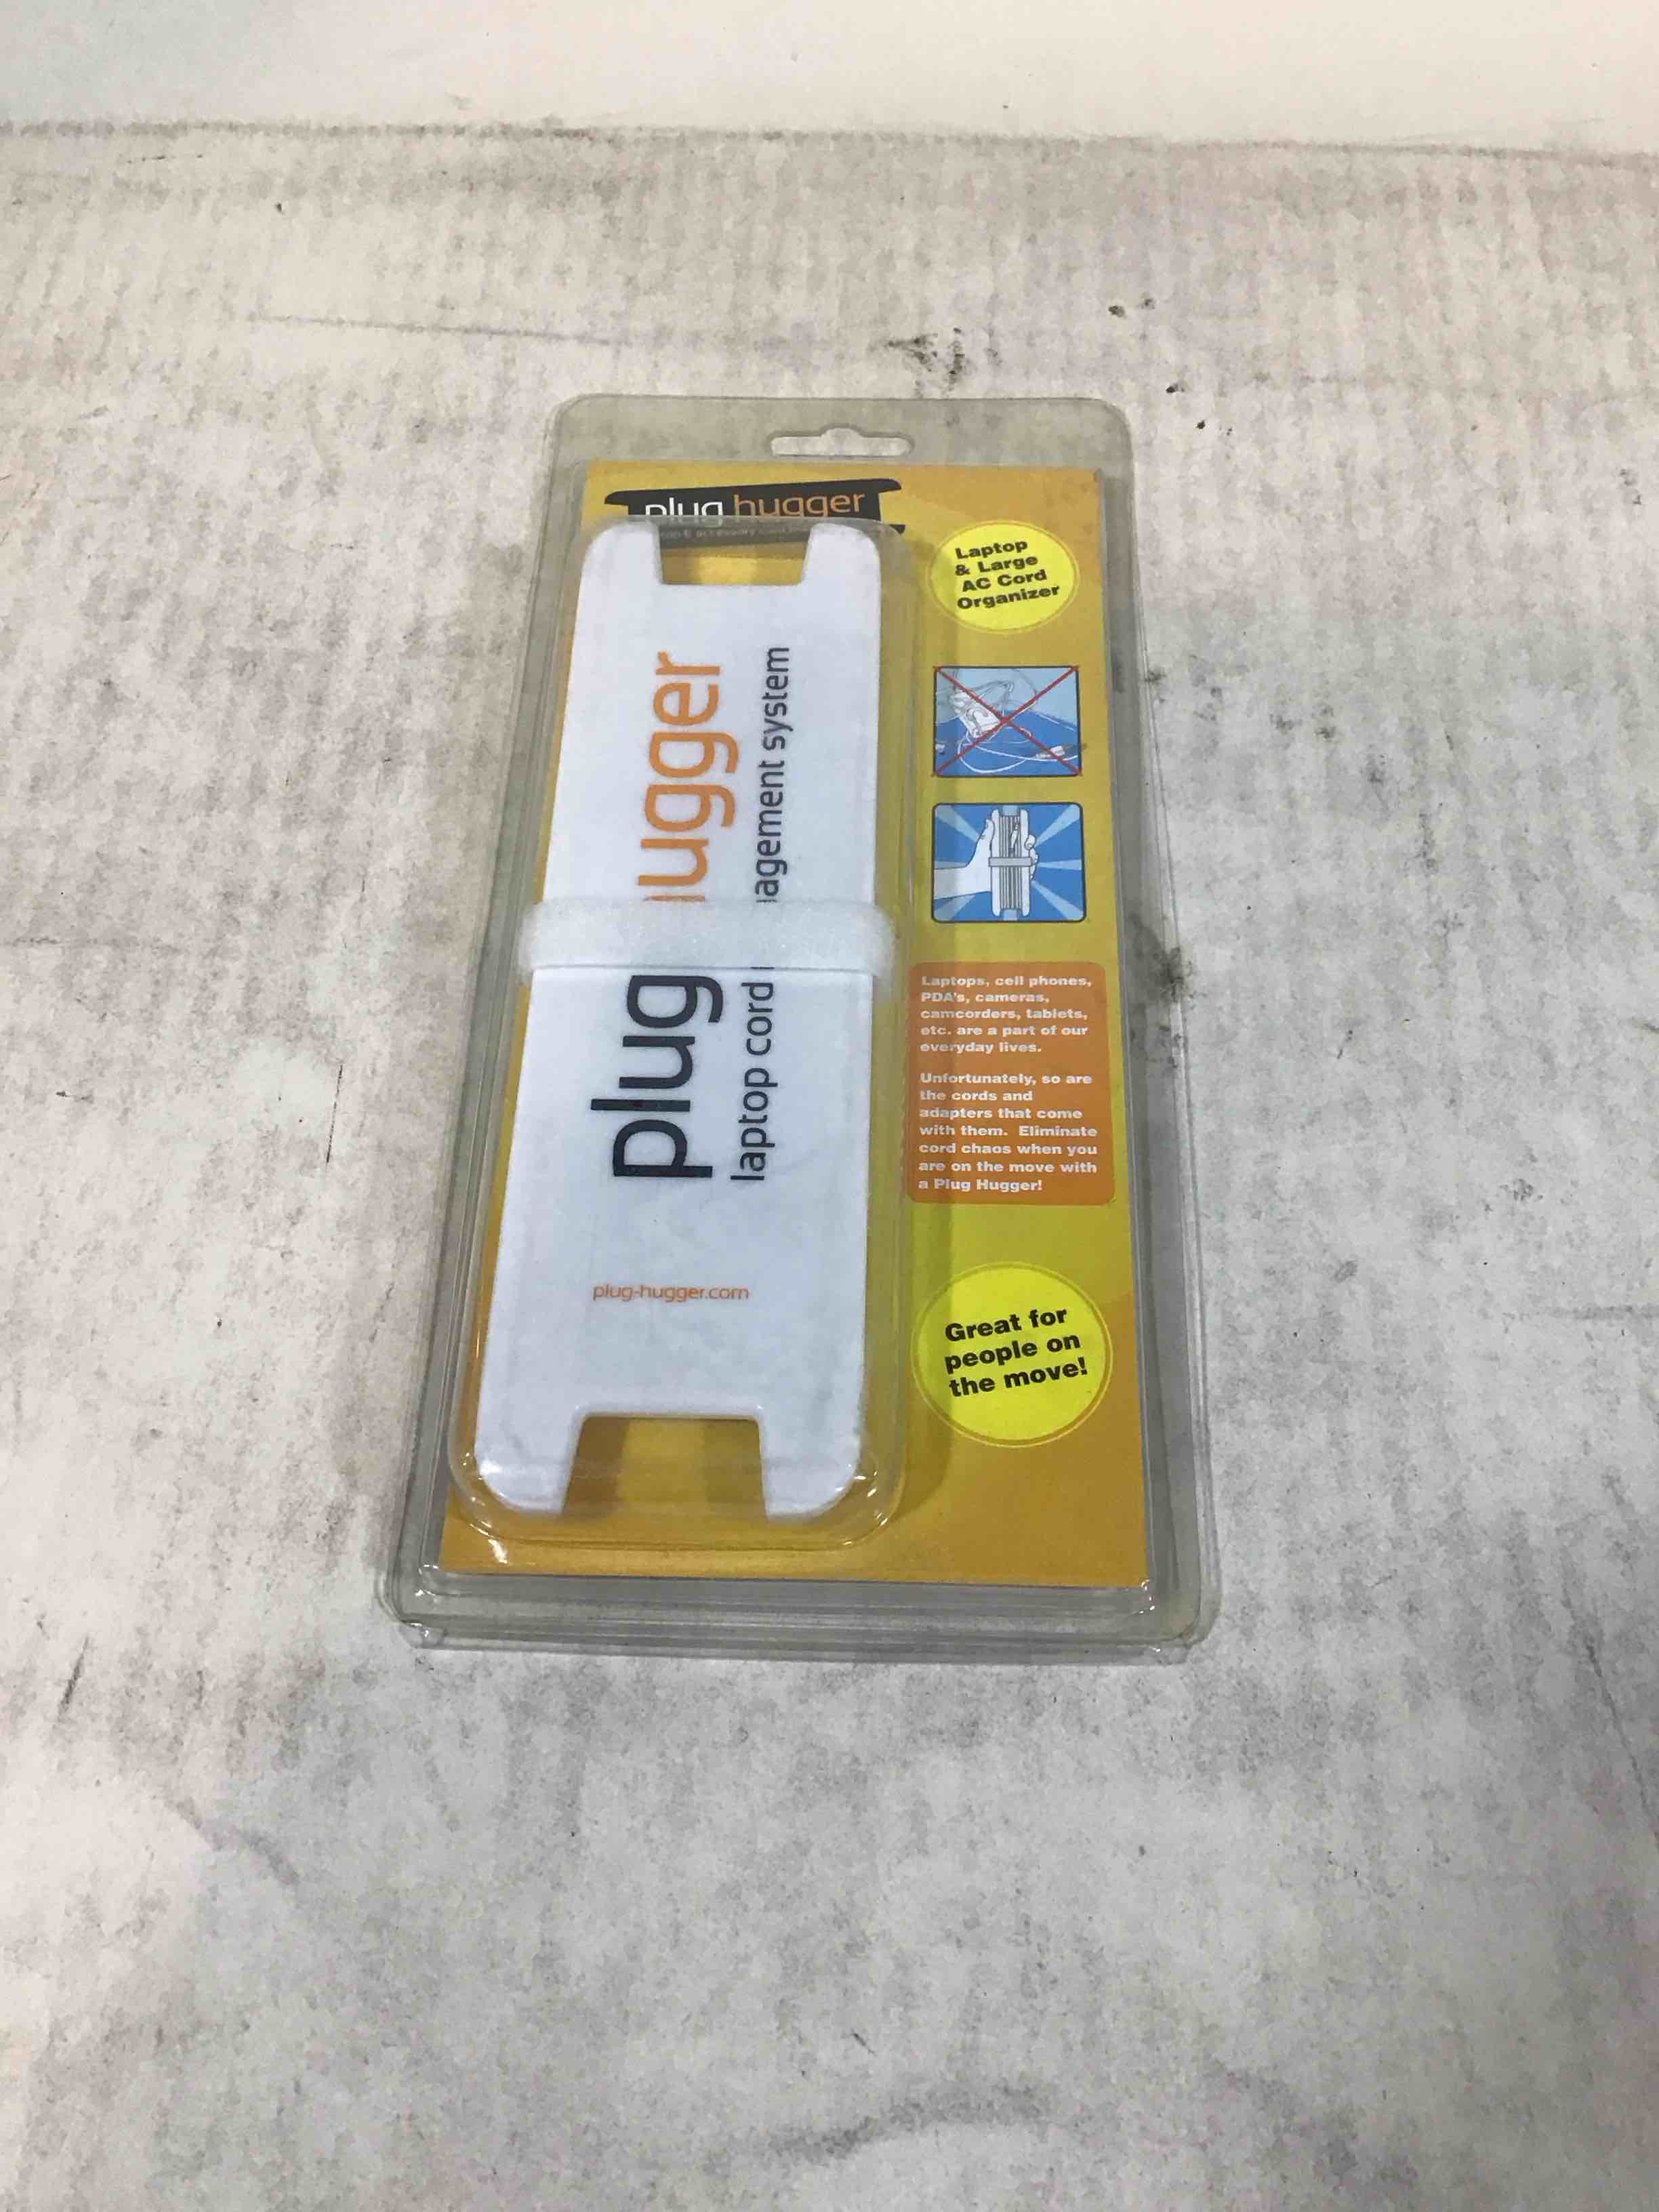 plug hugger
Laptop
& Large
AC Cord
Organizer
plug hugger
laptop cord management system
plug-hugger.com
Laptops, cell phones,
PDA's, cameras,
camcorders, tablets,
etc. are a part of our
everyday lives.
Unfortunately, so are
the cords and
adapters that come
with them. Eliminate
cord chaos when you
are on the move with
a Plug Hugger!
Great for
people on
the move!